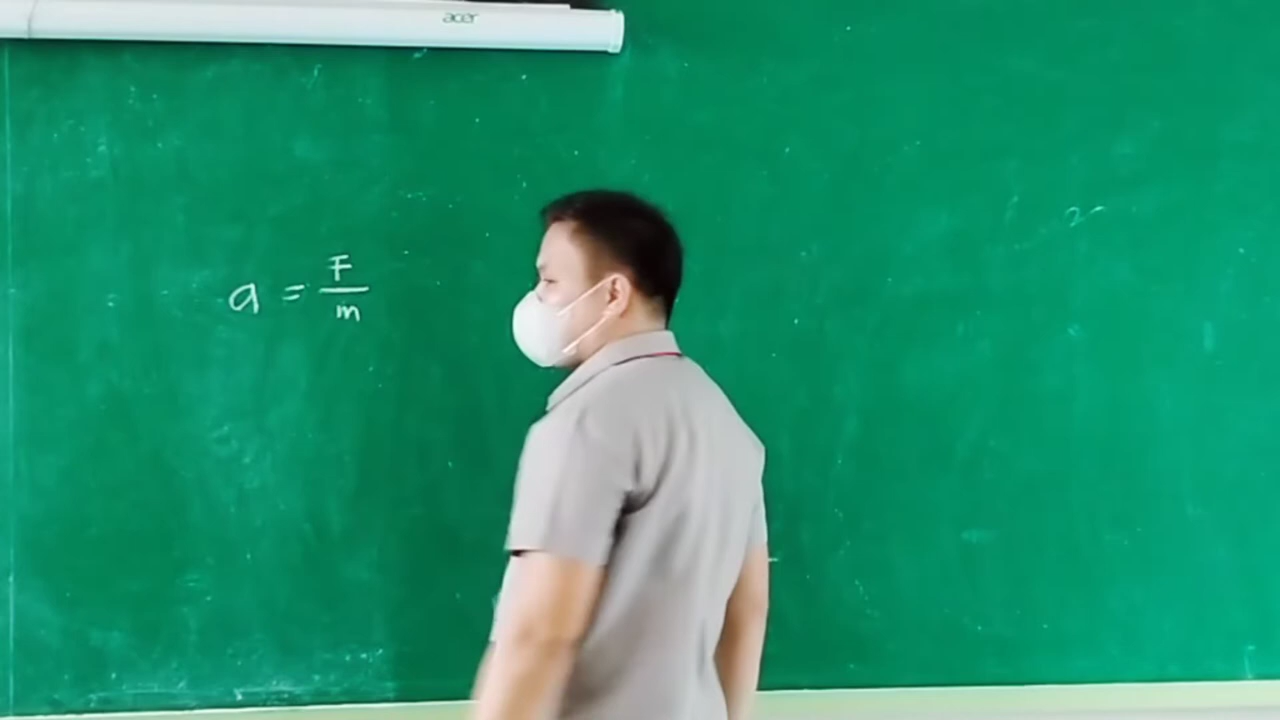 acer
a = F/m